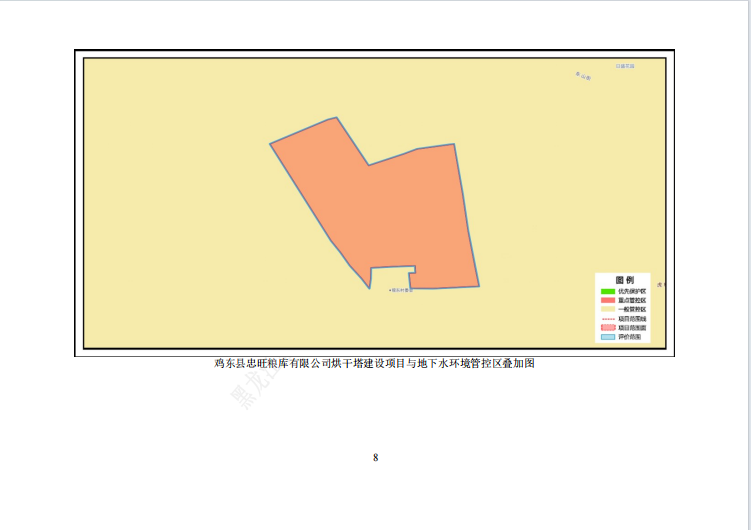 图 例
优先保护区
重点管控区
一般管控区
项目范围线
项目范围面
评价范围
鸡东县忠旺粮库有限公司烘干塔建设项目与地下水环境管控区叠加图
黑龙江
8